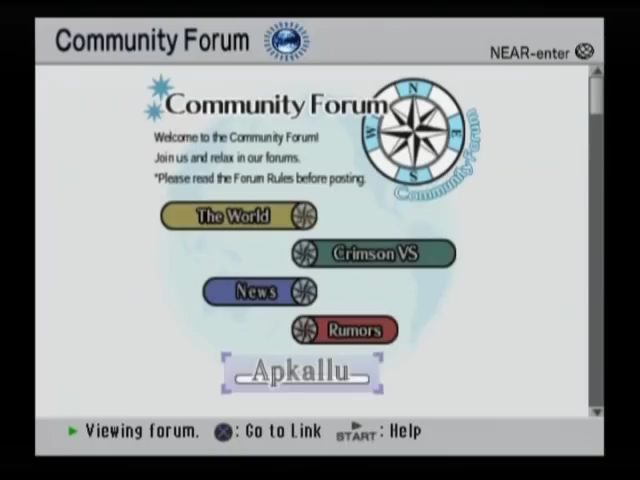 Community Forum
NEAR-enter
Community Forum
N
W E
S
Community-Forum
Welcome to the Community Forum!
Join us and relax in our forums.
*Please read the Forum Rules before posting.
The World
Crimson VS
News
Rumors
Apkallu
Viewing forum. : Go to Link START : Help